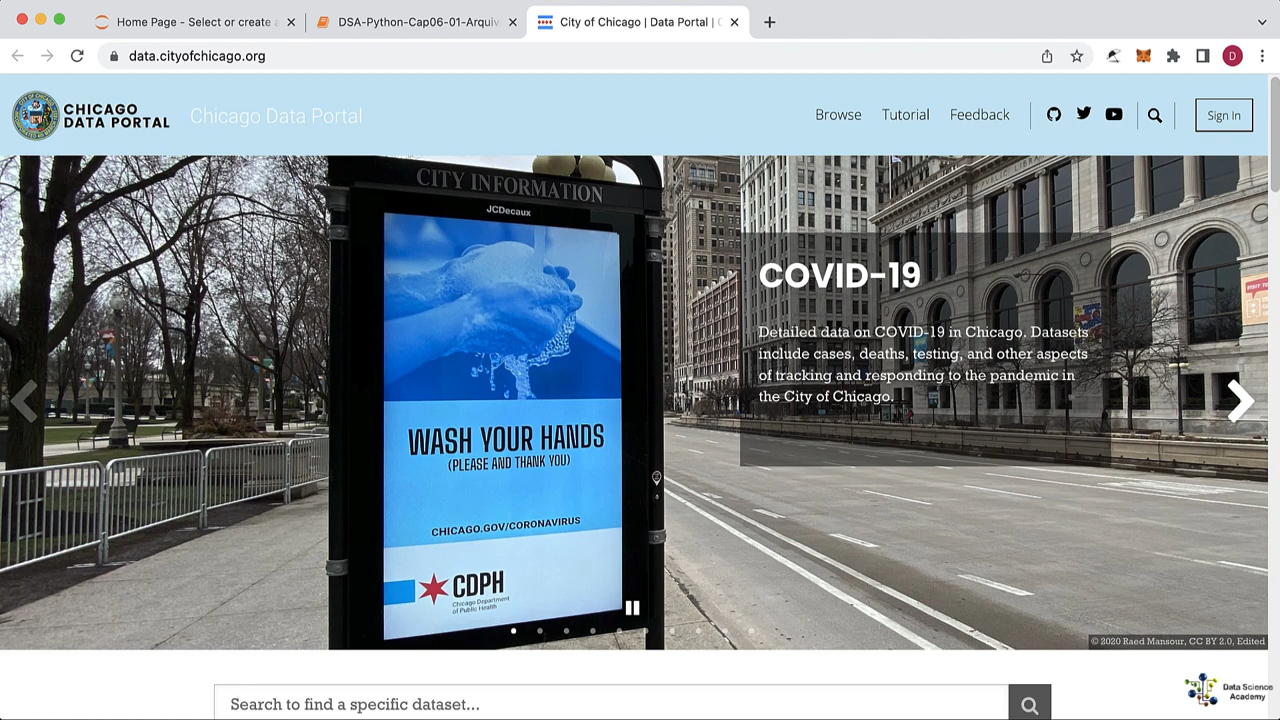 Home Page - Select or create a
DSA-Python-Cap06-01-Arquiv
City of Chicago | Data Portal | C
data.cityofchicago.org
D
CHICAGO
DATA PORTAL
Chicago Data Portal
Browse
Tutorial
Feedback
Sign In
CITY INFORMATION
JCDecaux
COVID-19
Detailed data on COVID-19 in Chicago. Datasets
include cases, deaths, testing, and other aspects
of tracking and responding to the pandemic in
the City of Chicago.
WASH YOUR HANDS
(PLEASE AND THANK YOU)
CHICAGO.GOV/CORONAVIRUS
CDPH
Chicago Department
of Public Health
© 2020 Raed Mansour, CC BY 2.0, Edited
Search to find a specific dataset...
Data Science
Academy